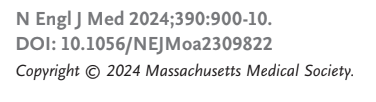 N Engl J Med 2024;390:900-10.
DOI: 10.1056/NEJMoa2309822
Copyright © 2024 Massachusetts Medical Society.